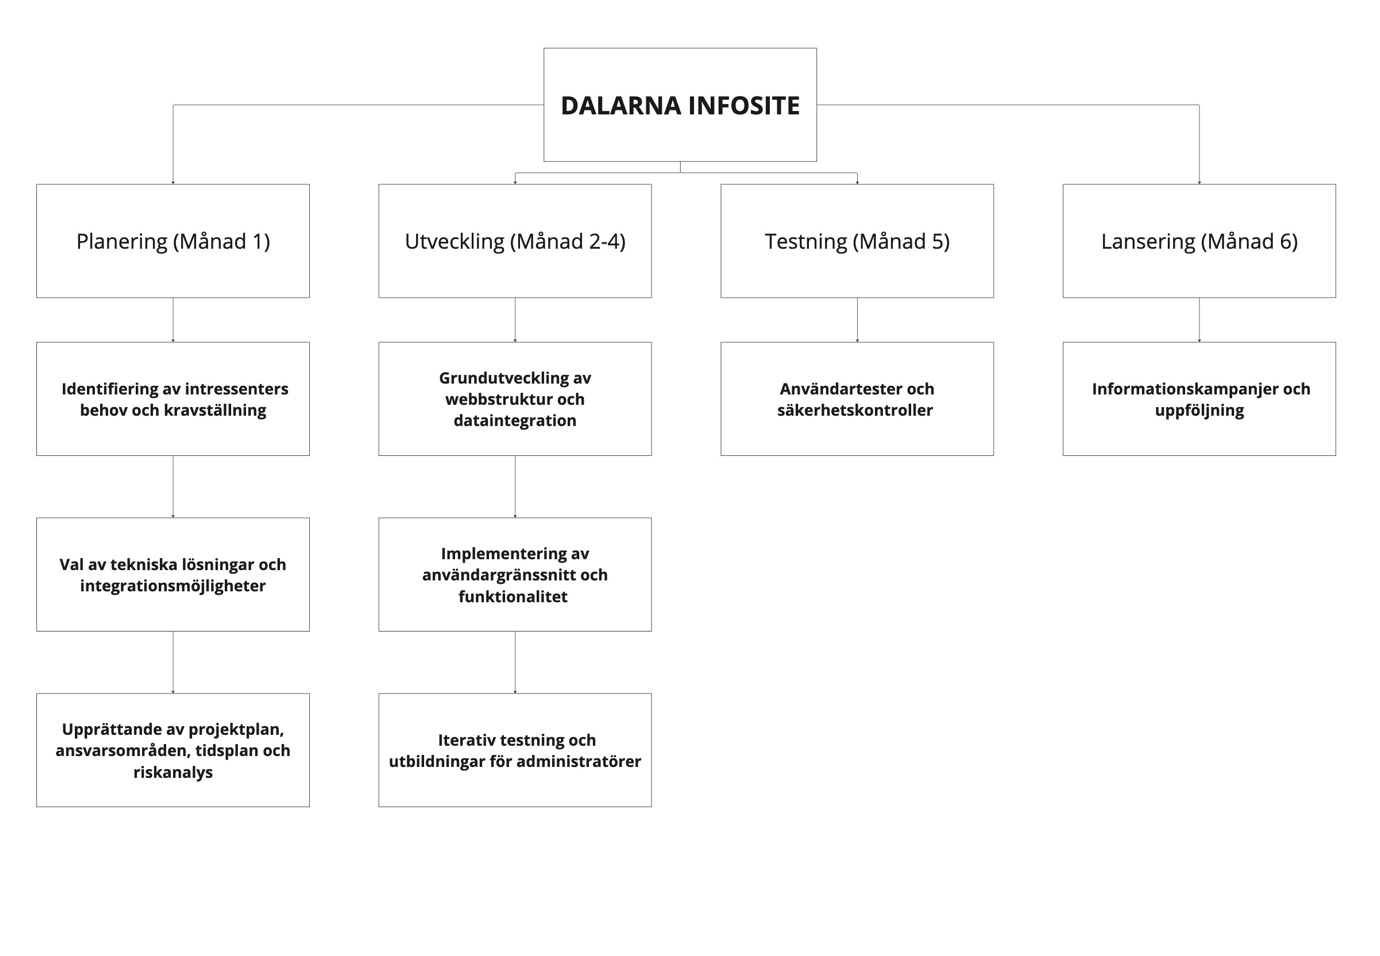 DALARNA INFOSITE
Planering (Månad 1)
Utveckling (Månad 2-4)
Testning (Månad 5)
Lansering (Månad 6)
Identifiering av intressenters
behov och kravställning
Grundutveckling av
webbstruktur och
dataintegration
Användartester och
säkerhetskontroller
Informationskampanjer och
uppföljning
Val av tekniska lösningar och
integrationsmöjligheter
Implementering av
användargränssnitt och
funktionalitet
Upprättande av projektplan,
ansvarsområden, tidsplan och
riskanalys
Iterativ testning och
utbildningar för administratörer